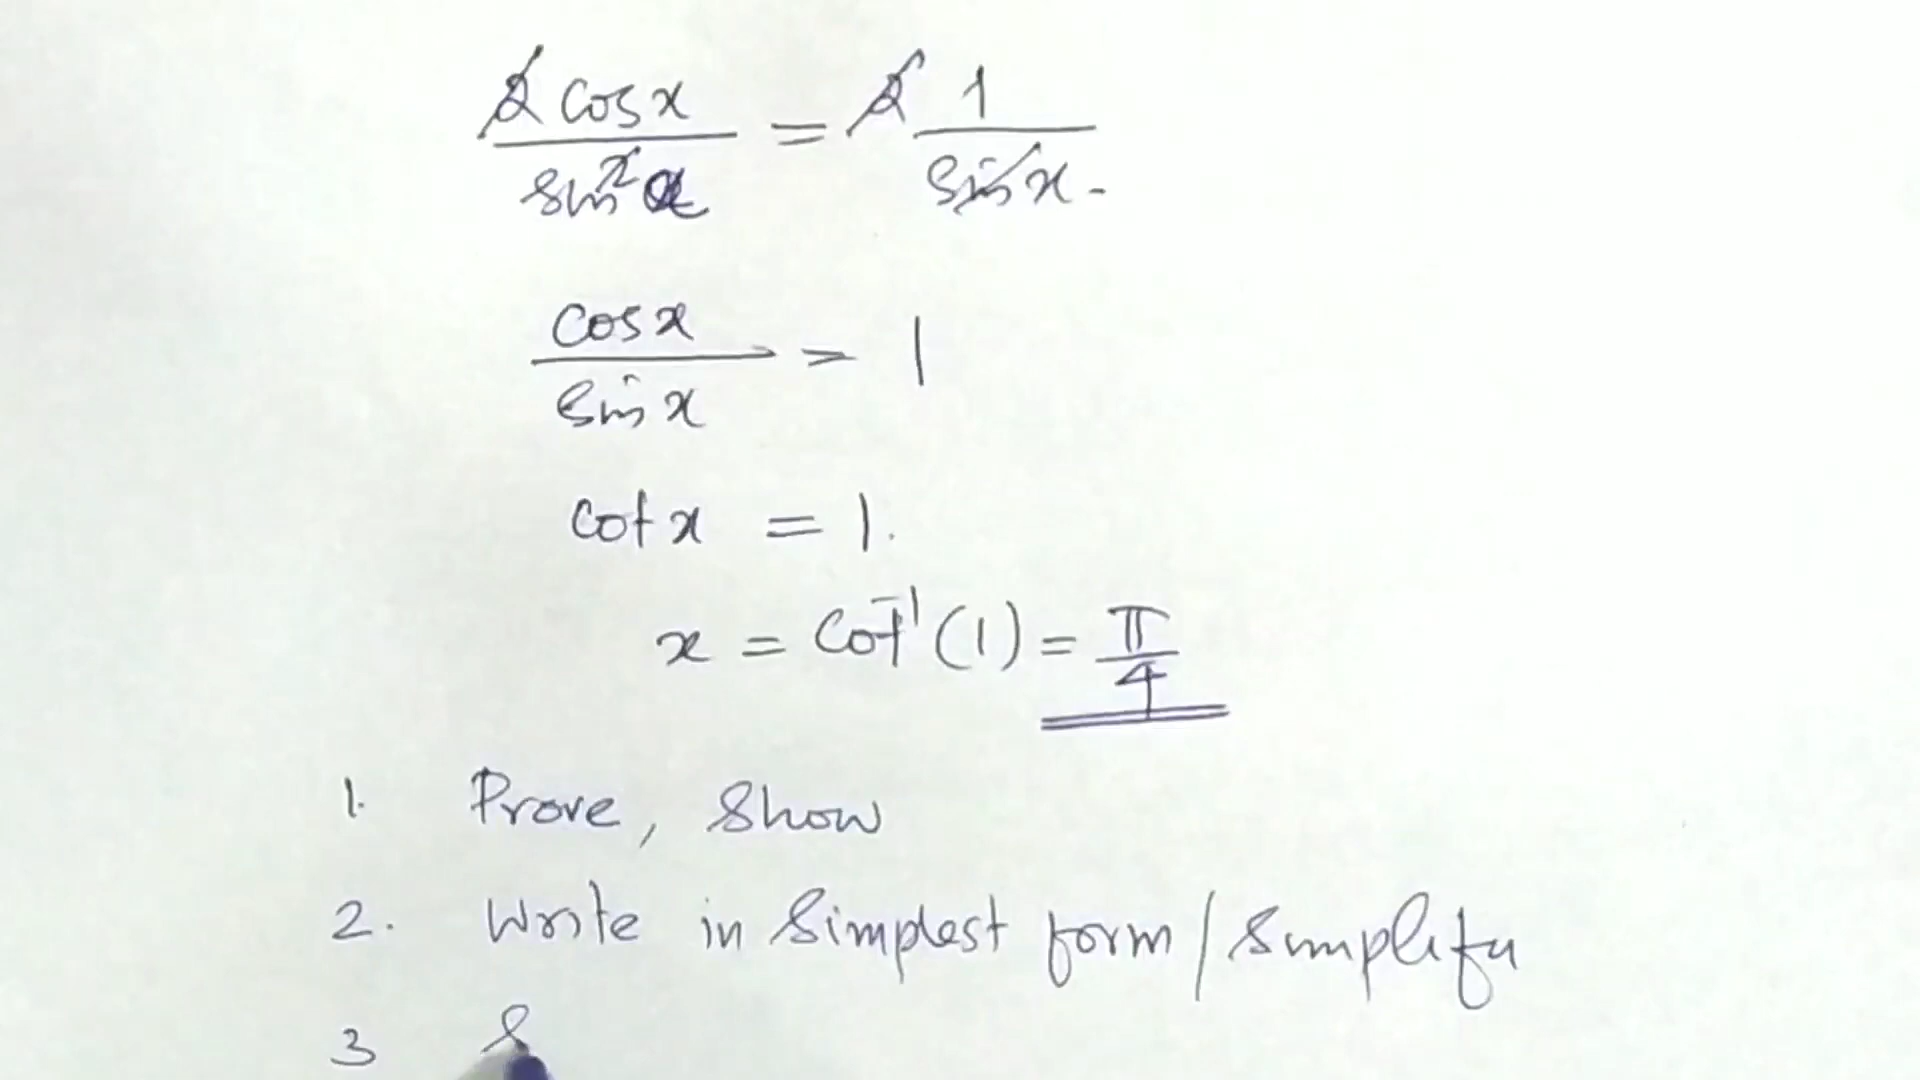 2 cos x / sin² x = 2 1 / sin x.
cos x / sin x = 1
cot x = 1.
x = cot⁻¹ (1) = π/4
1. Prove, Show
2. Write in Simplest form / Simplify
3 S